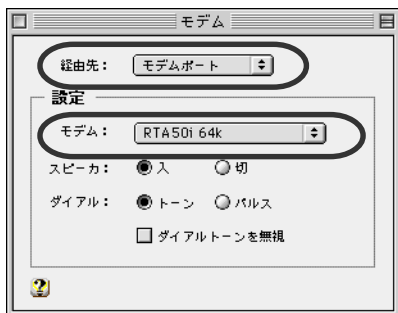 モデム
経由先： モデムポート
設定
モデム： RTA50i 64k
スピーカ： 入 切
ダイアル： トーン パルス
ダイアルトーンを無視